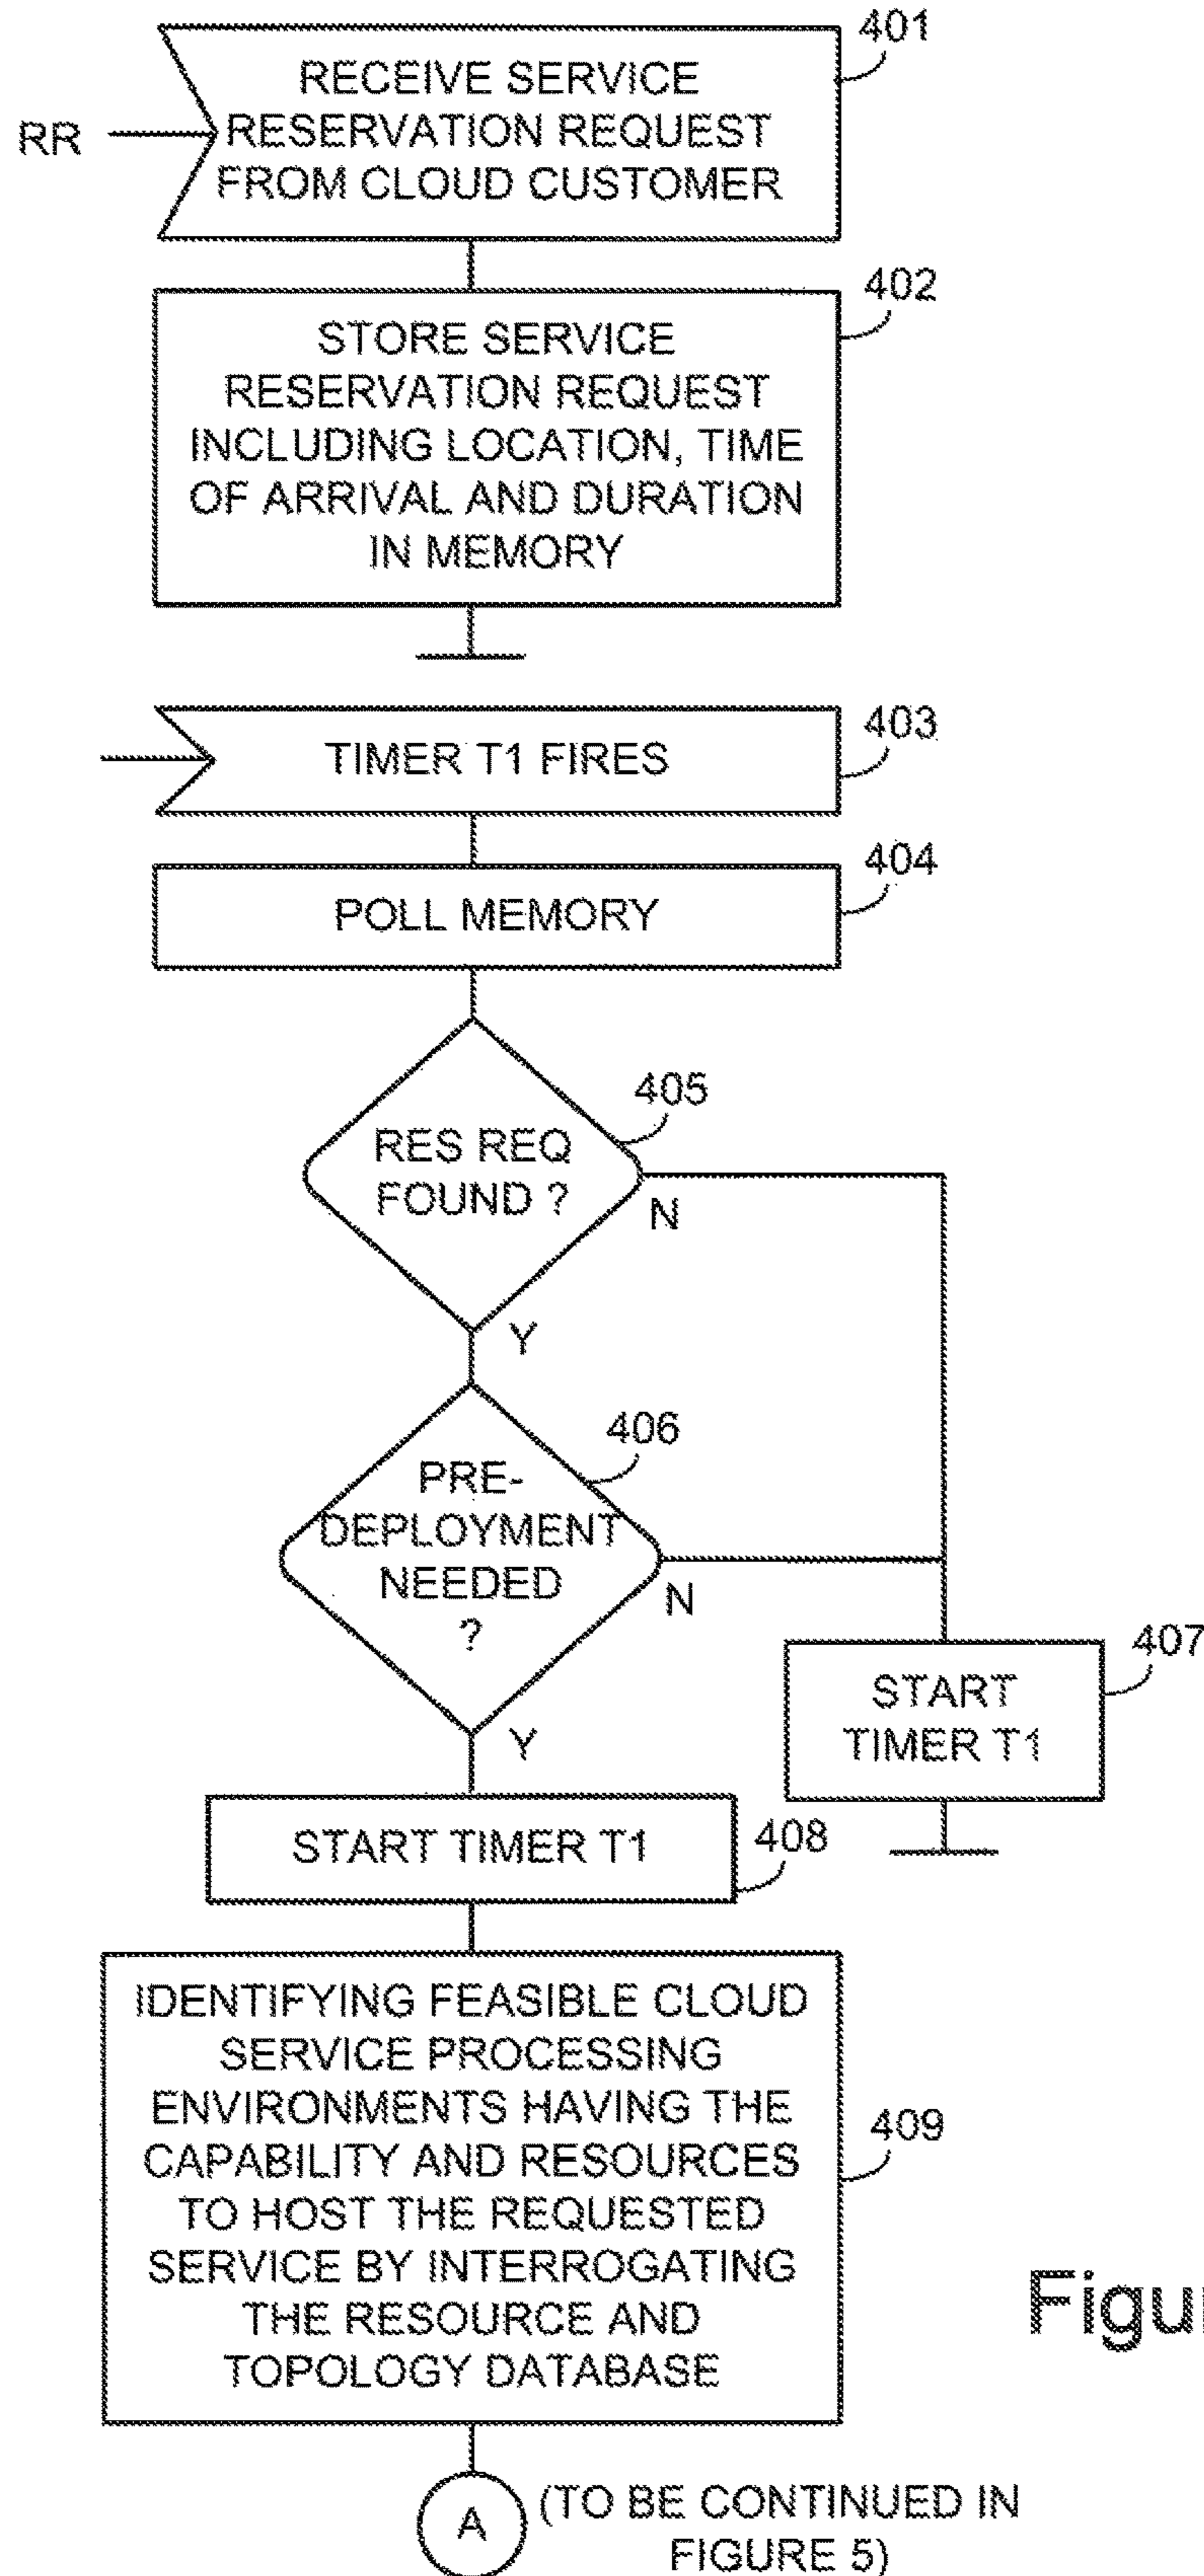 401
RECEIVE SERVICE
RR
RESERVATION REQUEST
FROM CLOUD CUSTOMER
402
STORE SERVICE
RESERVATION REQUEST
INCLUDING LOCATION, TIME
OF ARRIVAL AND DURATION
IN MEMORY
403
TIMER T1 FIRES
404
POLL MEMORY
405
RES REQ
FOUND ?
N
Y
406
PRE-
DEPLOYMENT
NEEDED
?
N
Y
407
START
TIMER T1
START TIMER T1
408
IDENTIFYING FEASIBLE CLOUD
SERVICE PROCESSING
ENVIRONMENTS HAVING THE
CAPABILITY AND RESOURCES
TO HOST THE REQUESTED
SERVICE BY INTERROGATING
THE RESOURCE AND
TOPOLOGY DATABASE
409
A
(TO BE CONTINUED IN
FIGURE 5)